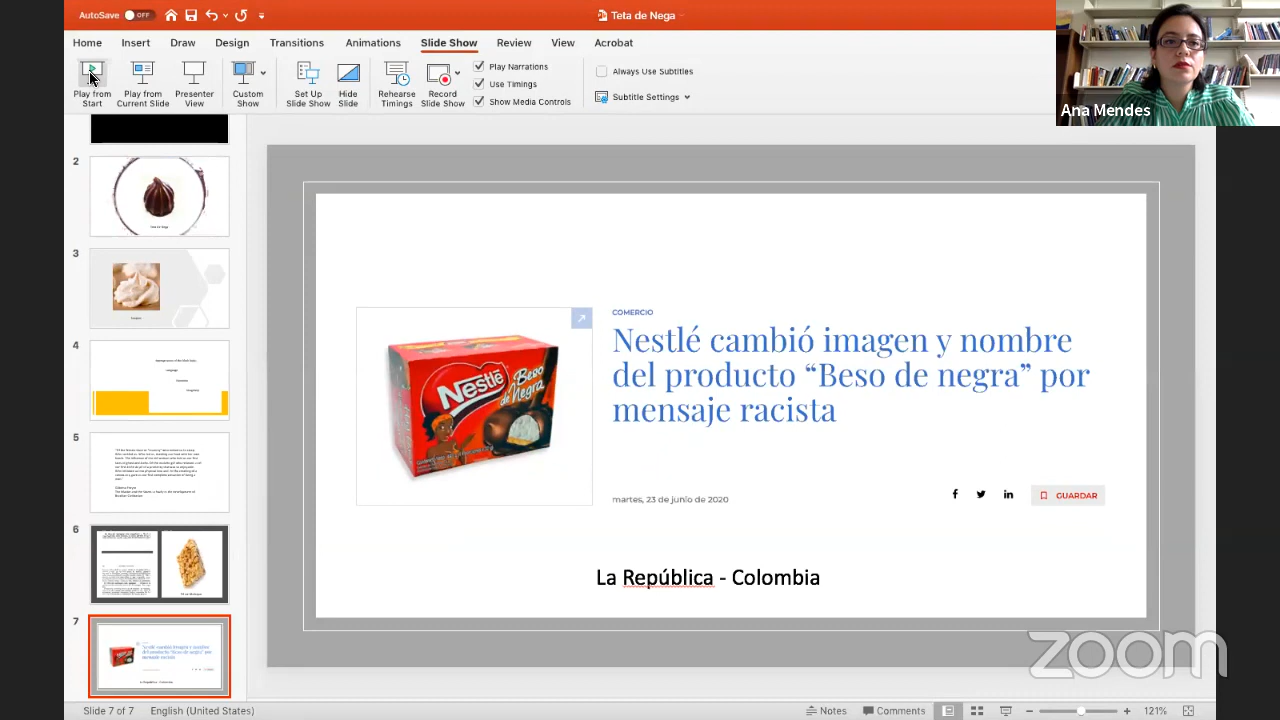 AutoSave OFF
Teta de Nega
Home Insert Draw Design Transitions Animations Slide Show Review View Acrobat
Play from Start
Play from Current Slide
Presenter View
Custom Show
Set Up Slide Show
Hide Slide
Rehearse Timings
Record Slide Show
Play Narrations
Use Timings
Show Media Controls
Always Use Subtitles
Subtitle Settings
Ana Mendes
2
3
4
5
6
7
COMERCIO
Nestlé cambió imagen y nombre
del producto “Beso de negra” por
mensaje racista
Nestlé
Beso
de Negra
martes, 23 de junio de 2020
GUARDAR
La República - Colombia
zoom
Slide 7 of 7 English (United States)
Notes Comments 121%